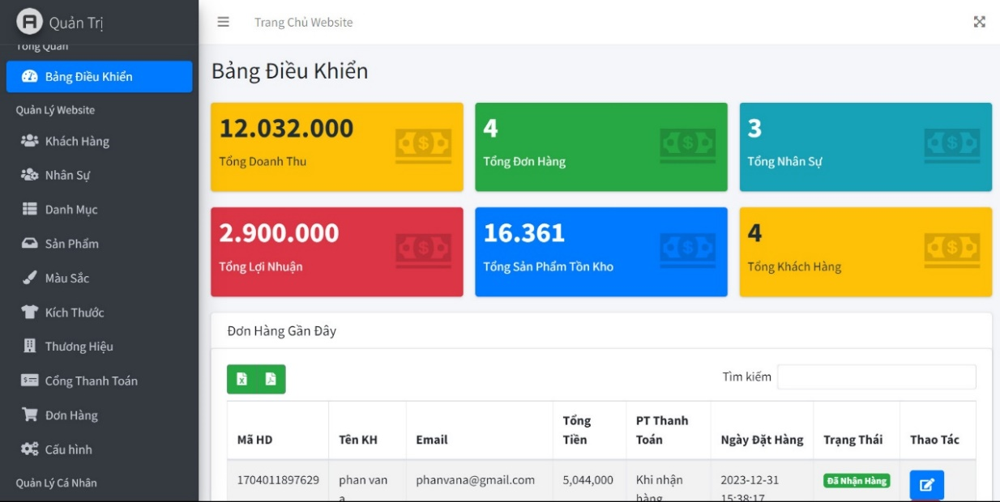 Quản Trị
Tổng Quan
Bảng Điều Khiển
Quản Lý Website
Khách Hàng
Nhân Sự
Danh Mục
Sản Phẩm
Màu Sắc
Kích Thước
Thương Hiệu
Cổng Thanh Toán
Đơn Hàng
Cấu hình
Quản Lý Cá Nhân
Trang Chủ Website
Bảng Điều Khiển
12.032.000
Tổng Doanh Thu
4
Tổng Đơn Hàng
3
Tổng Nhân Sự
2.900.000
Tổng Lợi Nhuận
16.361
Tổng Sản Phẩm Tồn Kho
4
Tổng Khách Hàng
Đơn Hàng Gần Đây
Tìm kiếm
Mã HD Tên KH Email Tổng Tiền PT Thanh Toán Ngày Đặt Hàng Trạng Thái Thao Tác
1704011897629 phan van a phanvana@gmail.com 5,044,000 Khi nhận hàng 2023-12-31 15:38:17 Đã Nhận Hàng